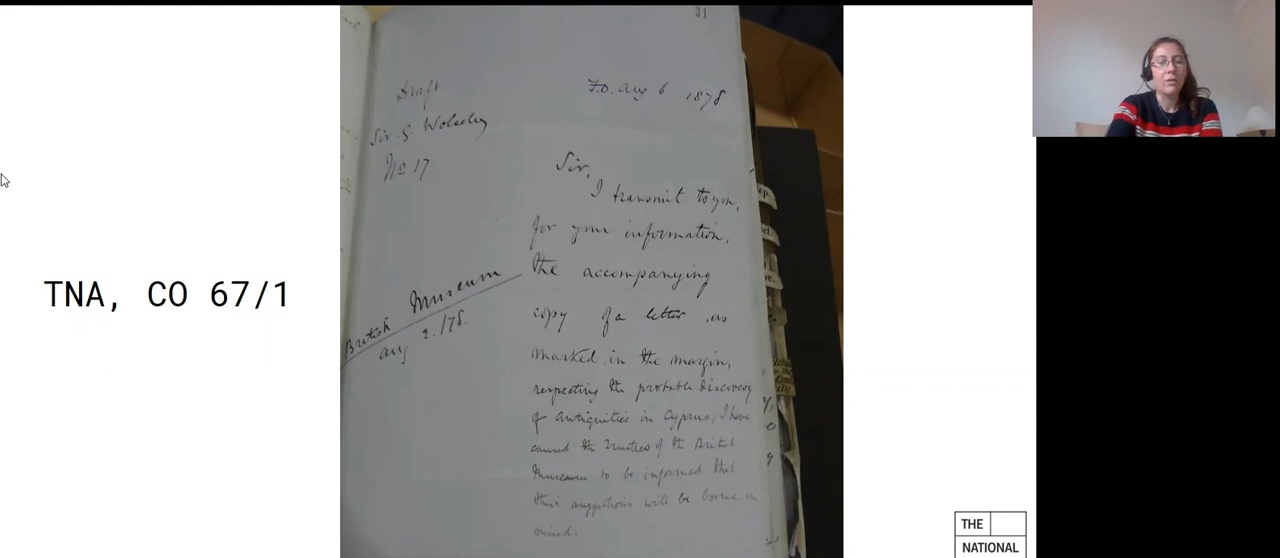 TNA, CO 67/1
31
Draft
F.O. Aug 6 1878
Sir G. Wolseley
No 17
Sir,
I transmit to you,
for your information,
the accompanying
copy of a letter, as
marked in the margin,
respecting the probable discovery
of antiquities in Cyprus; I have
caused the Trustees of the British
Museum to be informed that
their suggestions will be borne in
mind.
British Museum
Aug 2. /78.
THE
NATIONAL